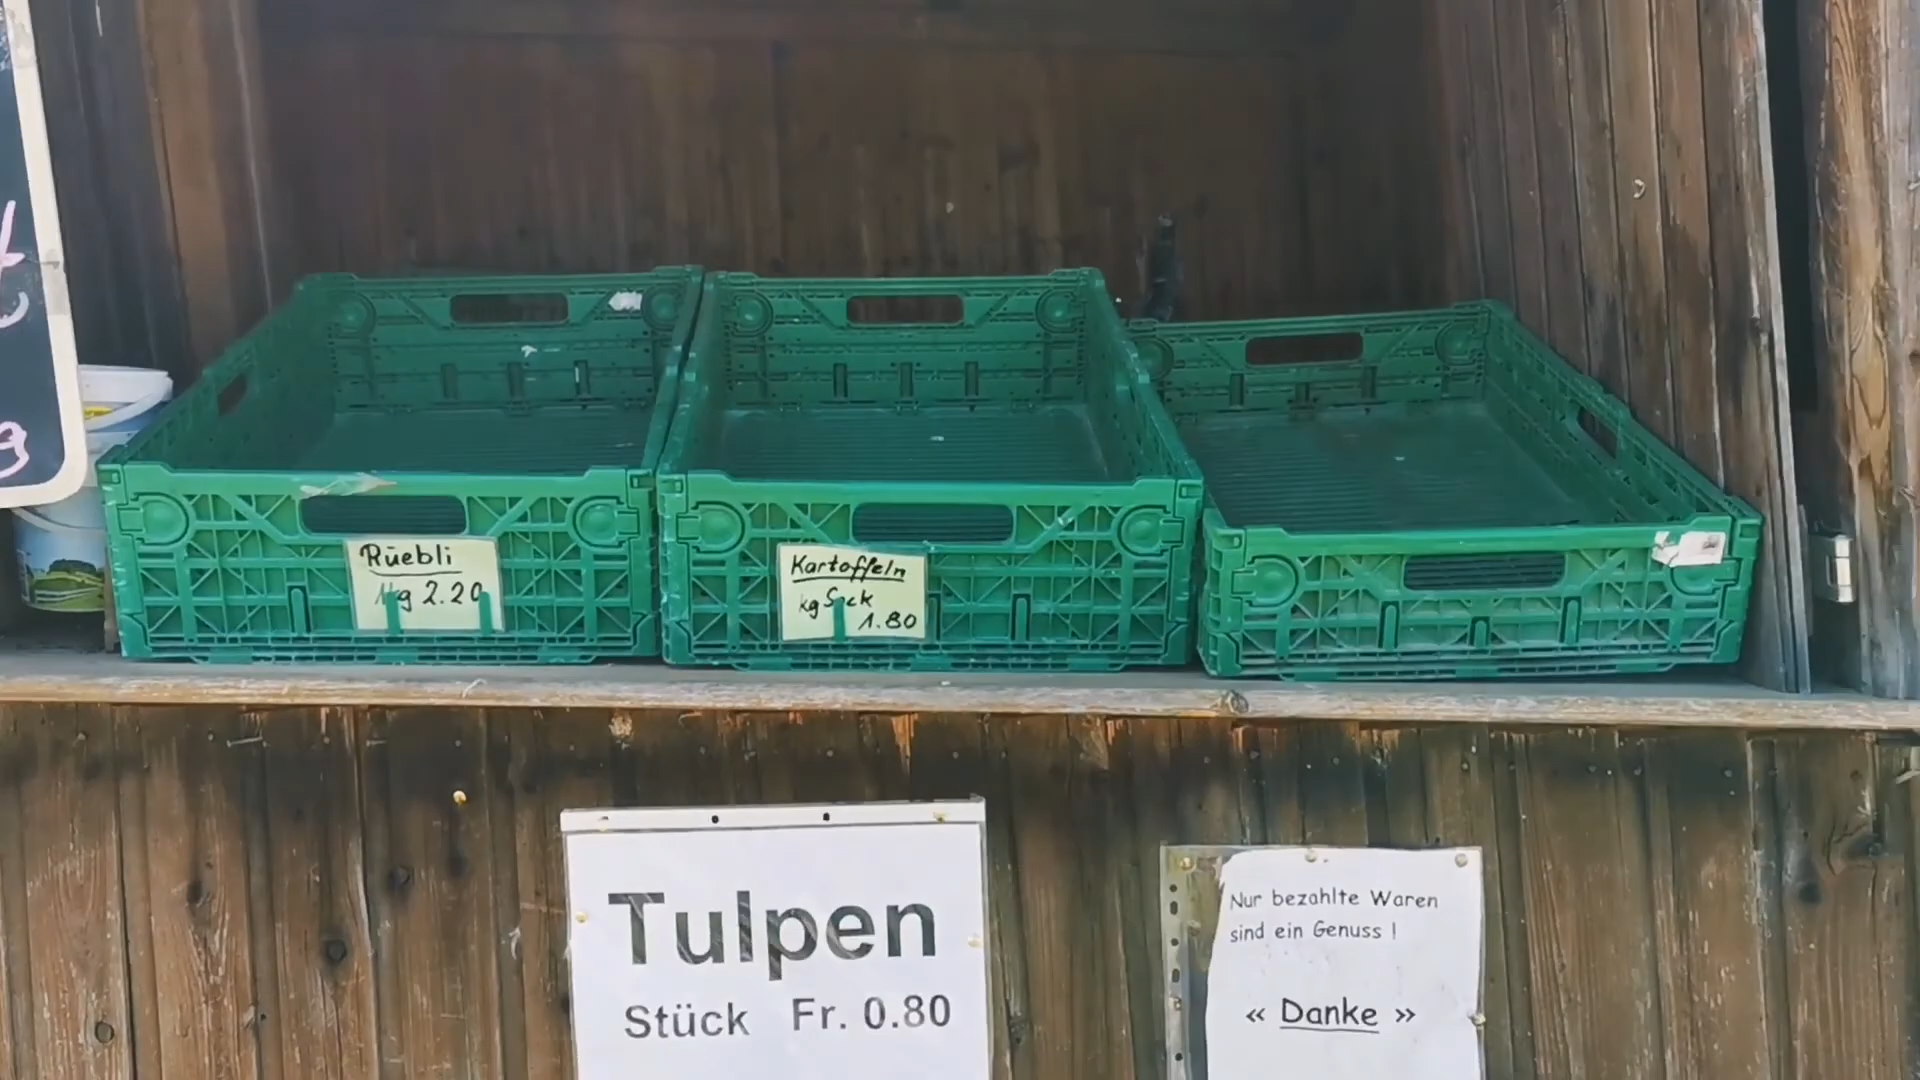 Rüebli
1kg 2.20
Kartoffeln
kg Sack
1.80
Tulpen
Stück Fr. 0.80
Nur bezahlte Waren
sind ein Genuss !
« Danke »